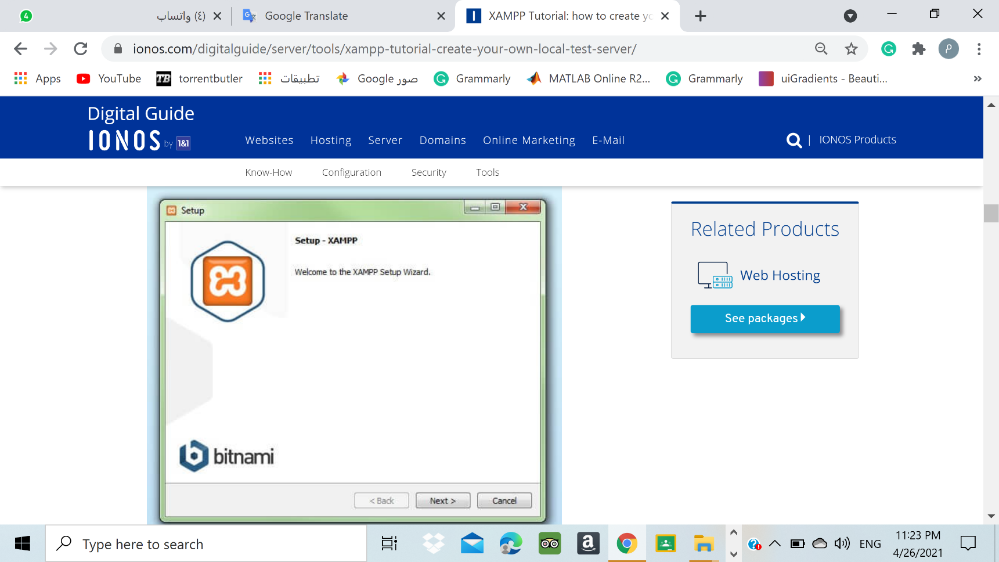 4
(٤) واتساب
Google Translate
XAMPP Tutorial: how to create yo
ionos.com/digitalguide/server/tools/xampp-tutorial-create-your-own-local-test-server/
Apps
YouTube
TB
torrentbutler
تطبيقات
صور Google
Grammarly
MATLAB Online R2...
Grammarly
uiGradients - Beauti...
»
Digital Guide
IONOS by 1&1
Websites
Hosting
Server
Domains
Online Marketing
E-Mail
| IONOS Products
Know-How
Configuration
Security
Tools
Setup
Setup - XAMPP
Welcome to the XAMPP Setup Wizard.
bitnami
< Back
Next >
Cancel
Related Products
Web Hosting
See packages
Type here to search
ENG
11:23 PM
4/26/2021